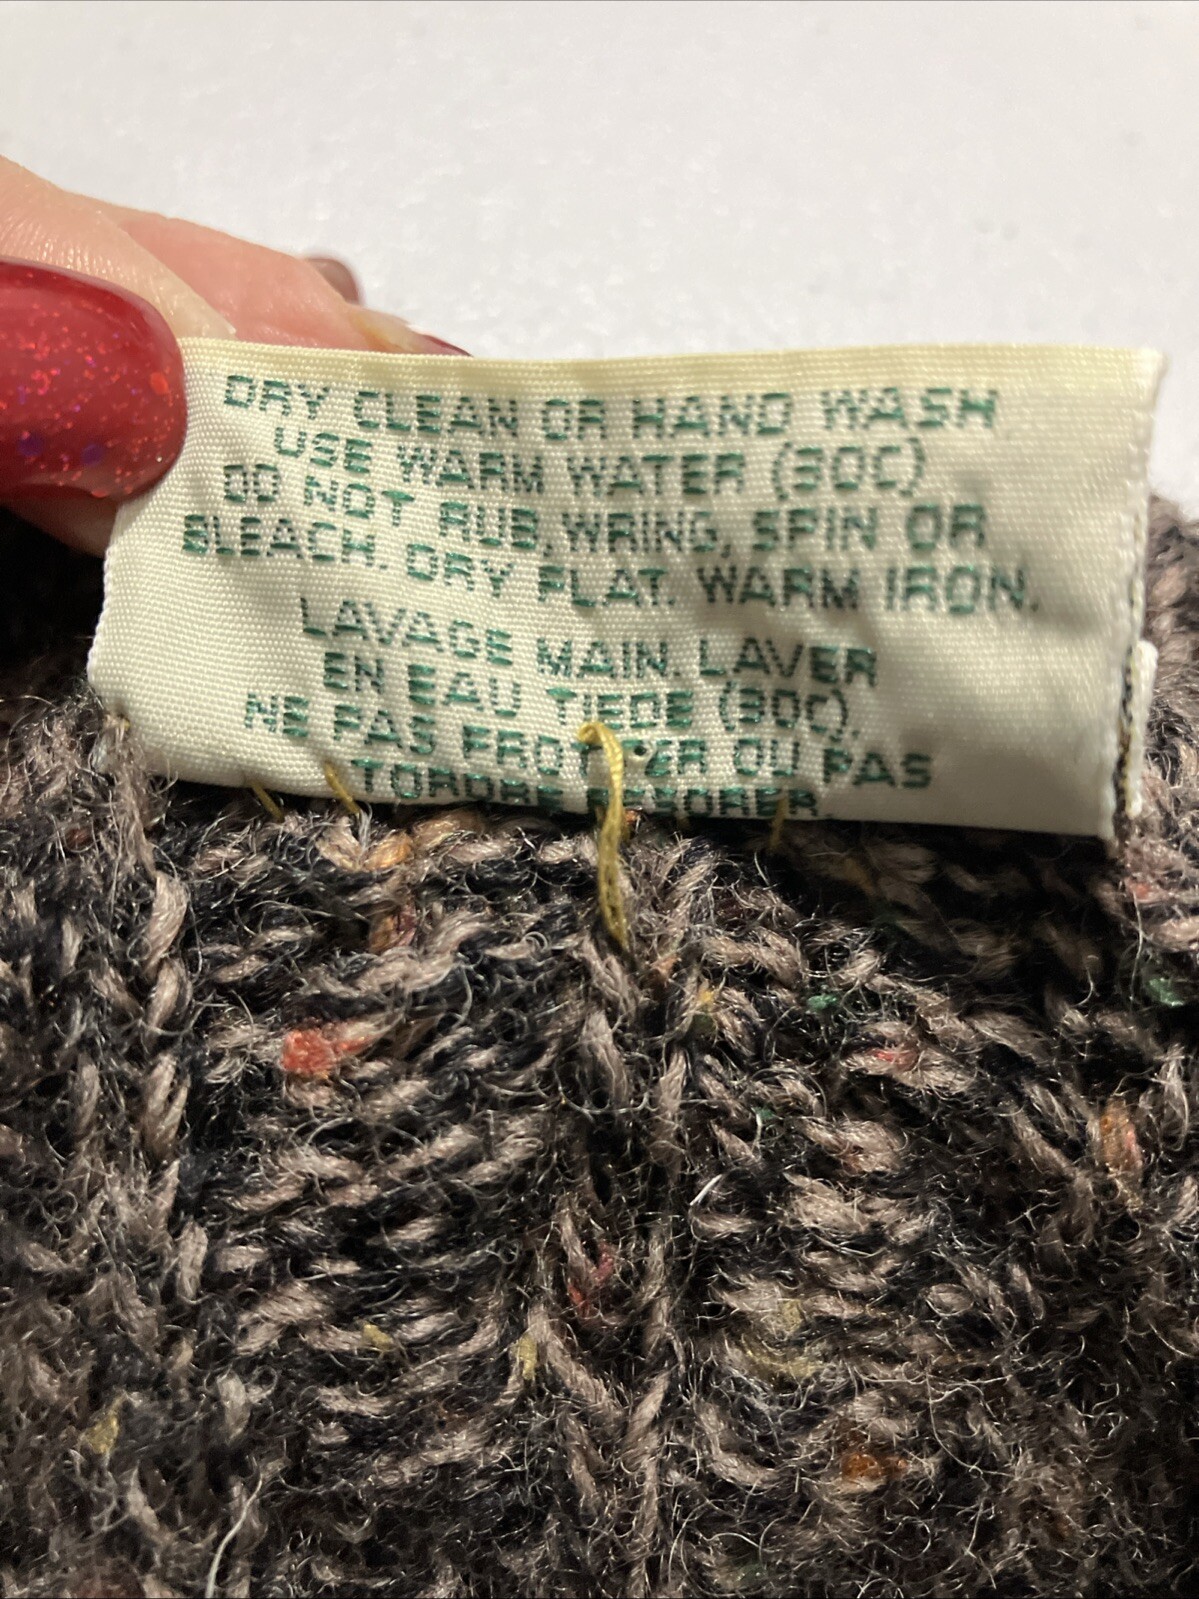 DRY CLEAN OR HAND WASH
USE WARM WATER (30C)
DO NOT RUB, WRING, SPIN OR
BLEACH. DRY FLAT. WARM IRON.
LAVAGE MAIN. LAVER
EN EAU TIEDE (30C).
NE PAS FROTTER OU PAS
TORDRE